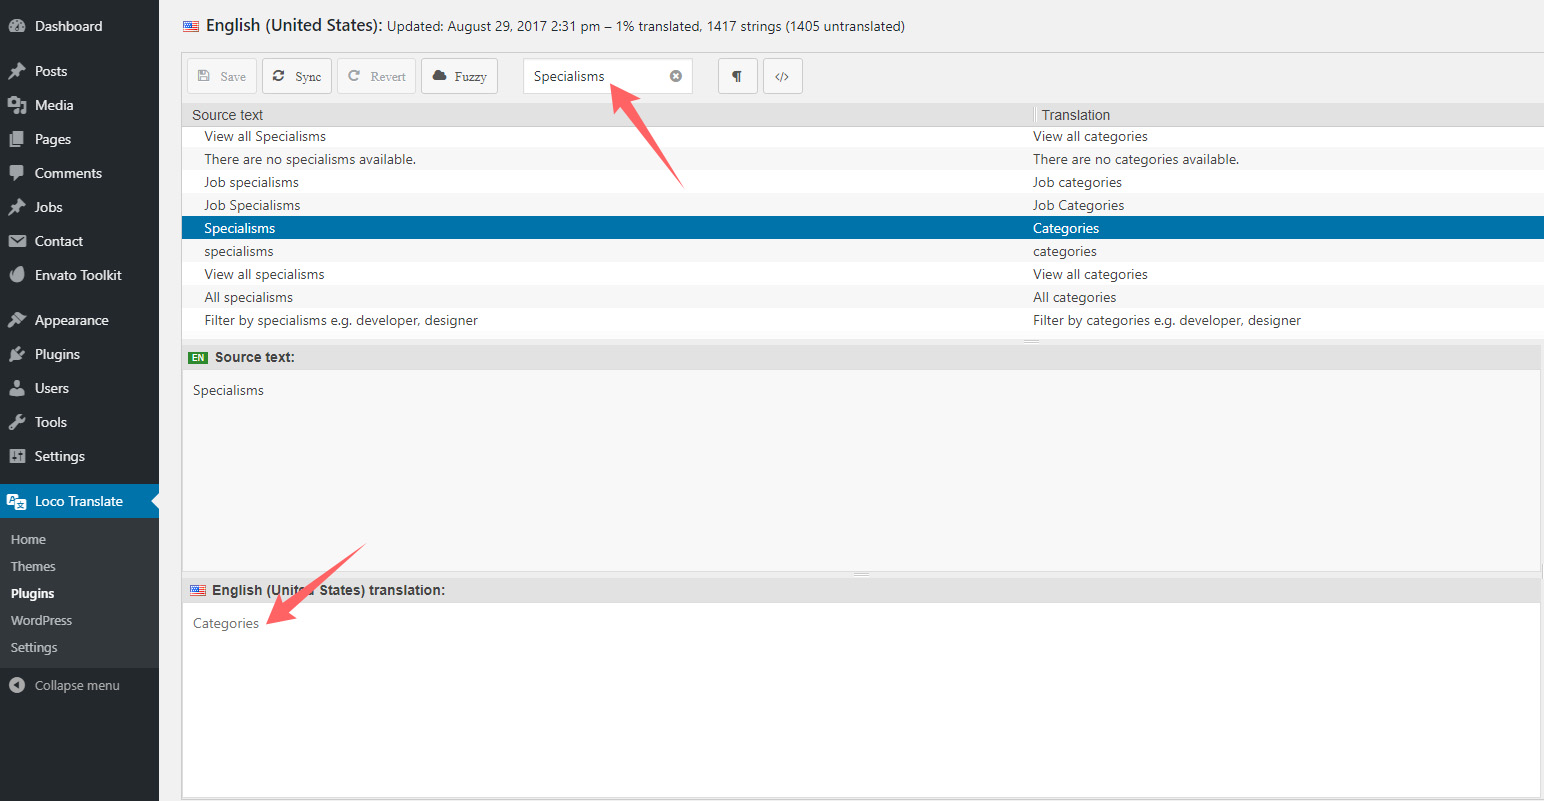 Dashboard
Posts
Media
Pages
Comments
Jobs
Contact
Envato Toolkit
Appearance
Plugins
Users
Tools
Settings
Loco Translate
Home
Themes
Plugins
WordPress
Settings
Collapse menu
English (United States): Updated: August 29, 2017 2:31 pm – 1% translated, 1417 strings (1405 untranslated)
Save Sync Revert Fuzzy Specialisms ¶ </>
Source text Translation
View all Specialisms View all categories
There are no specialisms available. There are no categories available.
Job specialisms Job categories
Job Specialisms Job Categories
Specialisms Categories
specialisms categories
View all specialisms View all categories
All specialisms All categories
Filter by specialisms e.g. developer, designer Filter by categories e.g. developer, designer
EN Source text:
Specialisms
English (United States) translation:
Categories